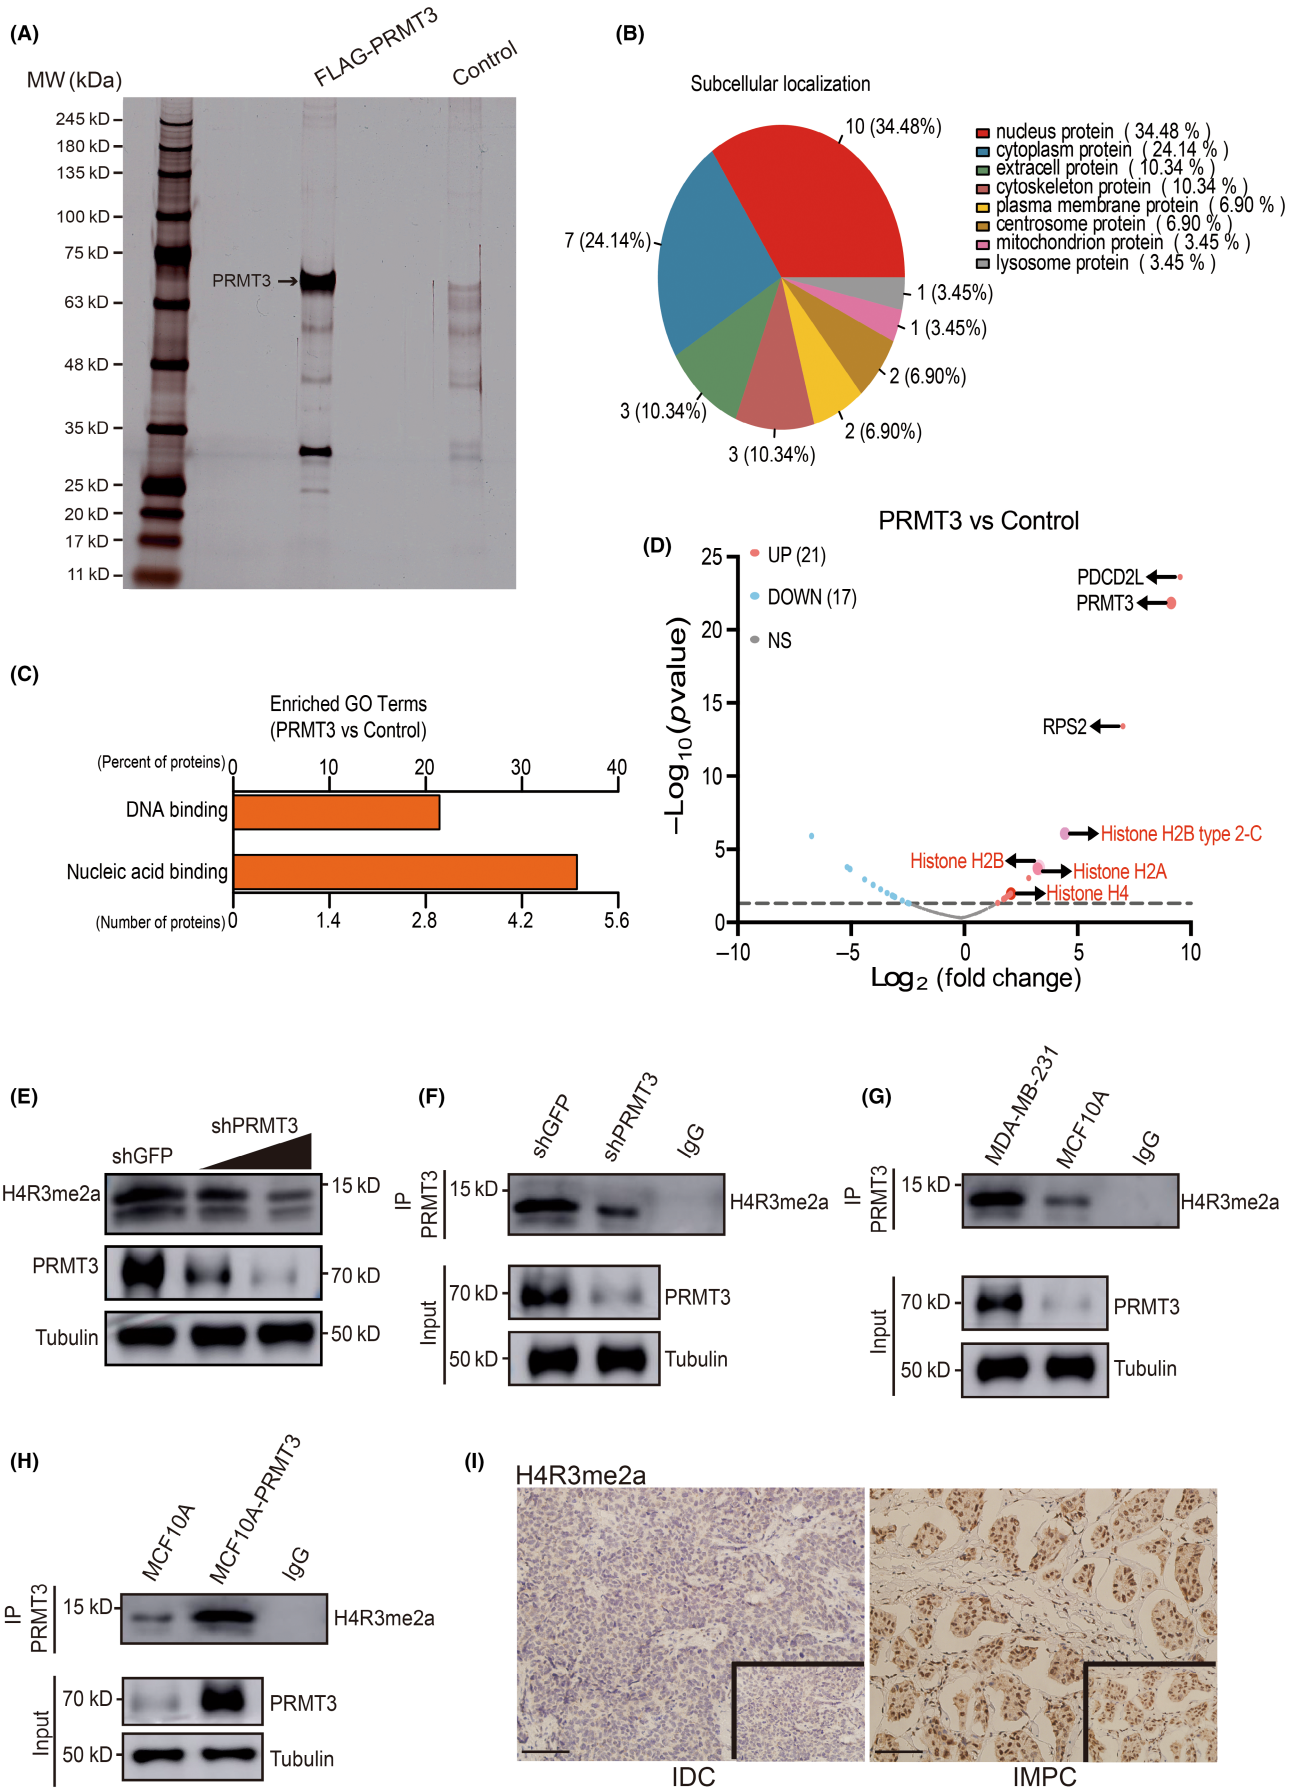 (A)
FLAG-PRMT3
Control
MW (kDa)
245 kD
180 kD
135 kD
100 kD
75 kD
63 kD
48 kD
35 kD
25 kD
20 kD
17 kD
11 kD
PRMT3
(B)
Subcellular localization
10 (34.48%)
7 (24.14%)
3 (10.34%)
3 (10.34%)
2 (6.90%)
2 (6.90%)
1 (3.45%)
1 (3.45%)
nucleus protein ( 34.48 % )
cytoplasm protein ( 24.14 % )
extracell protein ( 10.34 % )
cytoskeleton protein ( 10.34 % )
plasma membrane protein ( 6.90 % )
centrosome protein ( 6.90 % )
mitochondrion protein ( 3.45 % )
lysosome protein ( 3.45 % )
(C)
Enriched GO Terms
(PRMT3 vs Control)
(Percent of proteins) 0 10 20 30 40
DNA binding
Nucleic acid binding
(Number of proteins) 0 1.4 2.8 4.2 5.6
(D)
PRMT3 vs Control
UP (21)
DOWN (17)
NS
–Log10 (pvalue)
25
20
15
10
5
0
–10 –5 0 5 10
Log2 (fold change)
PDCD2L
PRMT3
RPS2
Histone H2B type 2-C
Histone H2B
Histone H2A
Histone H4
(E)
shPRMT3
shGFP
H4R3me2a 15 kD
PRMT3 70 kD
Tubulin 50 kD
(F)
shGFP shPRMT3 IgG
IP
PRMT3
15 kD H4R3me2a
Input
70 kD PRMT3
50 kD Tubulin
(G)
MDA-MB-231 MCF10A IgG
IP
PRMT3
15 kD H4R3me2a
Input
70 kD PRMT3
50 kD Tubulin
(H)
MCF10A MCF10A-PRMT3 IgG
IP
PRMT3
15 kD H4R3me2a
Input
70 kD PRMT3
50 kD Tubulin
(I)
H4R3me2a
IDC IMPC